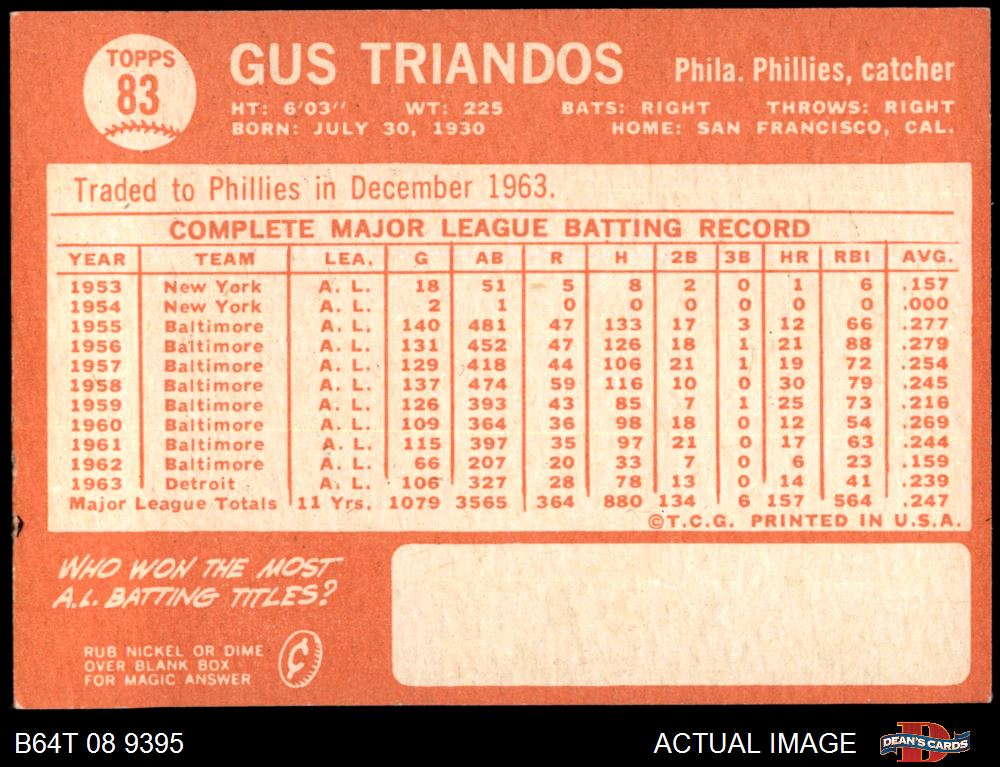 TOPPS
83
GUS TRIANDOS
Phila. Phillies, catcher
HT: 6'03" WT: 225 BATS: RIGHT THROWS: RIGHT
BORN: JULY 30, 1930 HOME: SAN FRANCISCO, CAL.
Traded to Phillies in December 1963.
COMPLETE MAJOR LEAGUE BATTING RECORD
YEAR TEAM LEA. G AB R H 2B 3B HR RBI AVG.
1953 New York A. L. 18 51 5 8 2 0 1 6 .157
1954 New York A. L. 2 1 0 0 0 0 0 0 .000
1955 Baltimore A. L. 140 481 47 133 17 3 12 66 .277
1956 Baltimore A. L. 131 452 47 126 18 1 21 88 .279
1957 Baltimore A. L. 129 418 44 106 21 1 19 72 .254
1958 Baltimore A. L. 137 474 59 116 10 0 30 79 .245
1959 Baltimore A. L. 126 393 43 85 7 1 25 73 .216
1960 Baltimore A. L. 109 364 36 98 18 0 12 54 .269
1961 Baltimore A. L. 115 397 35 97 21 0 17 63 .244
1962 Baltimore A. L. 66 207 20 33 7 0 6 23 .159
1963 Detroit A. L. 106 327 28 78 13 0 14 41 .239
Major League Totals 11 Yrs. 1079 3565 364 880 134 6 157 564 .247
©T.C.G. PRINTED IN U.S.A.
WHO WON THE MOST
A.L. BATTING TITLES?
RUB NICKEL OR DIME
OVER BLANK BOX
FOR MAGIC ANSWER
¢
B64T 08 9395
ACTUAL IMAGE
D
DEAN'S CARDS